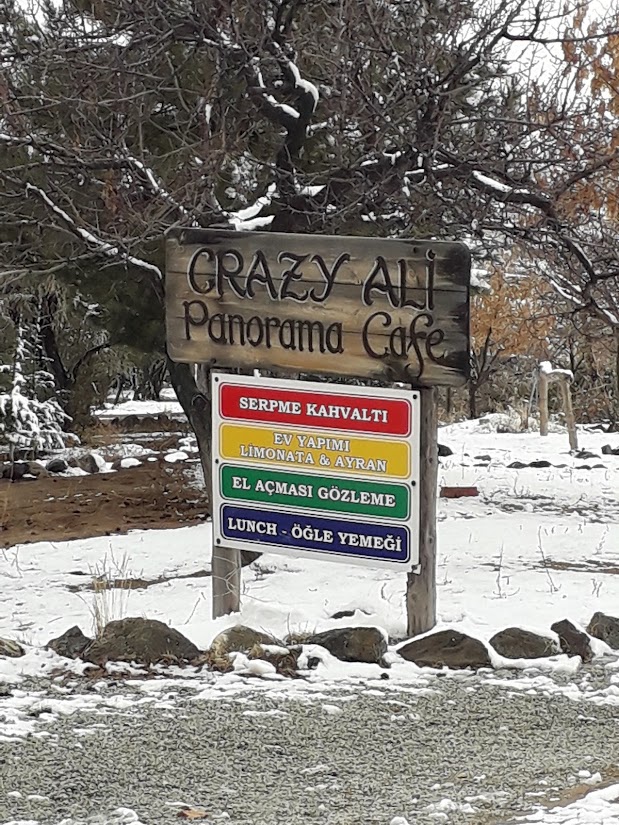 CRAZY ALİ
Panorama Cafe
SERPME KAHVALTI
EV YAPIMI
LİMONATA & AYRAN
EL AÇMASI GÖZLEME
LUNCH - ÖĞLE YEMEĞİ